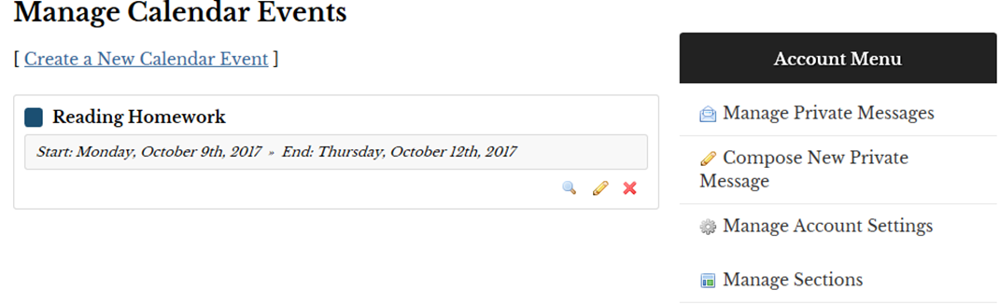 Manage Calendar Events
[ Create a New Calendar Event ]
Reading Homework
Start: Monday, October 9th, 2017 » End: Thursday, October 12th, 2017
Account Menu
Manage Private Messages
Compose New Private
Message
Manage Account Settings
Manage Sections